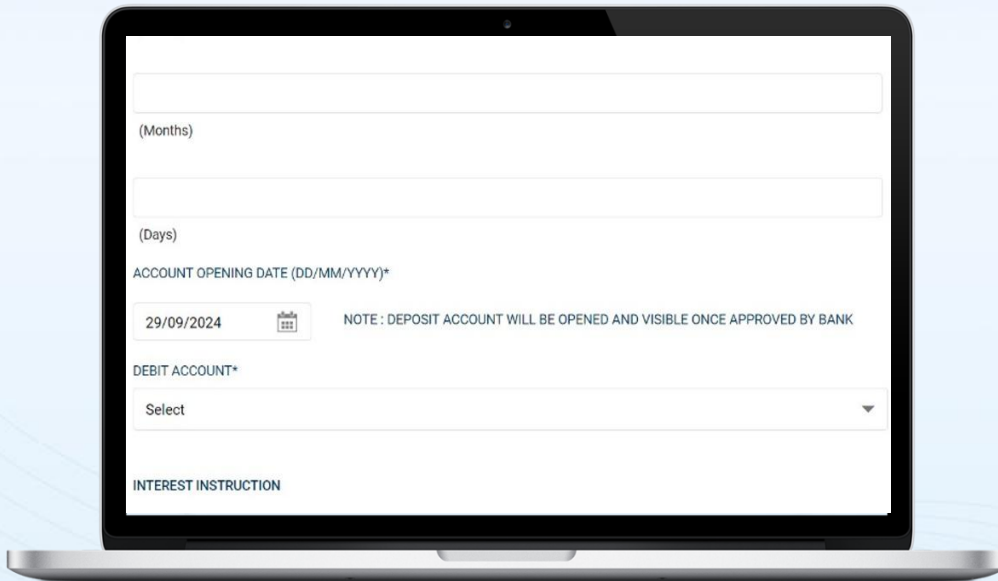 (Months)
(Days)
ACCOUNT OPENING DATE (DD/MM/YYYY)*
29/09/2024 NOTE : DEPOSIT ACCOUNT WILL BE OPENED AND VISIBLE ONCE APPROVED BY BANK
DEBIT ACCOUNT*
Select
INTEREST INSTRUCTION